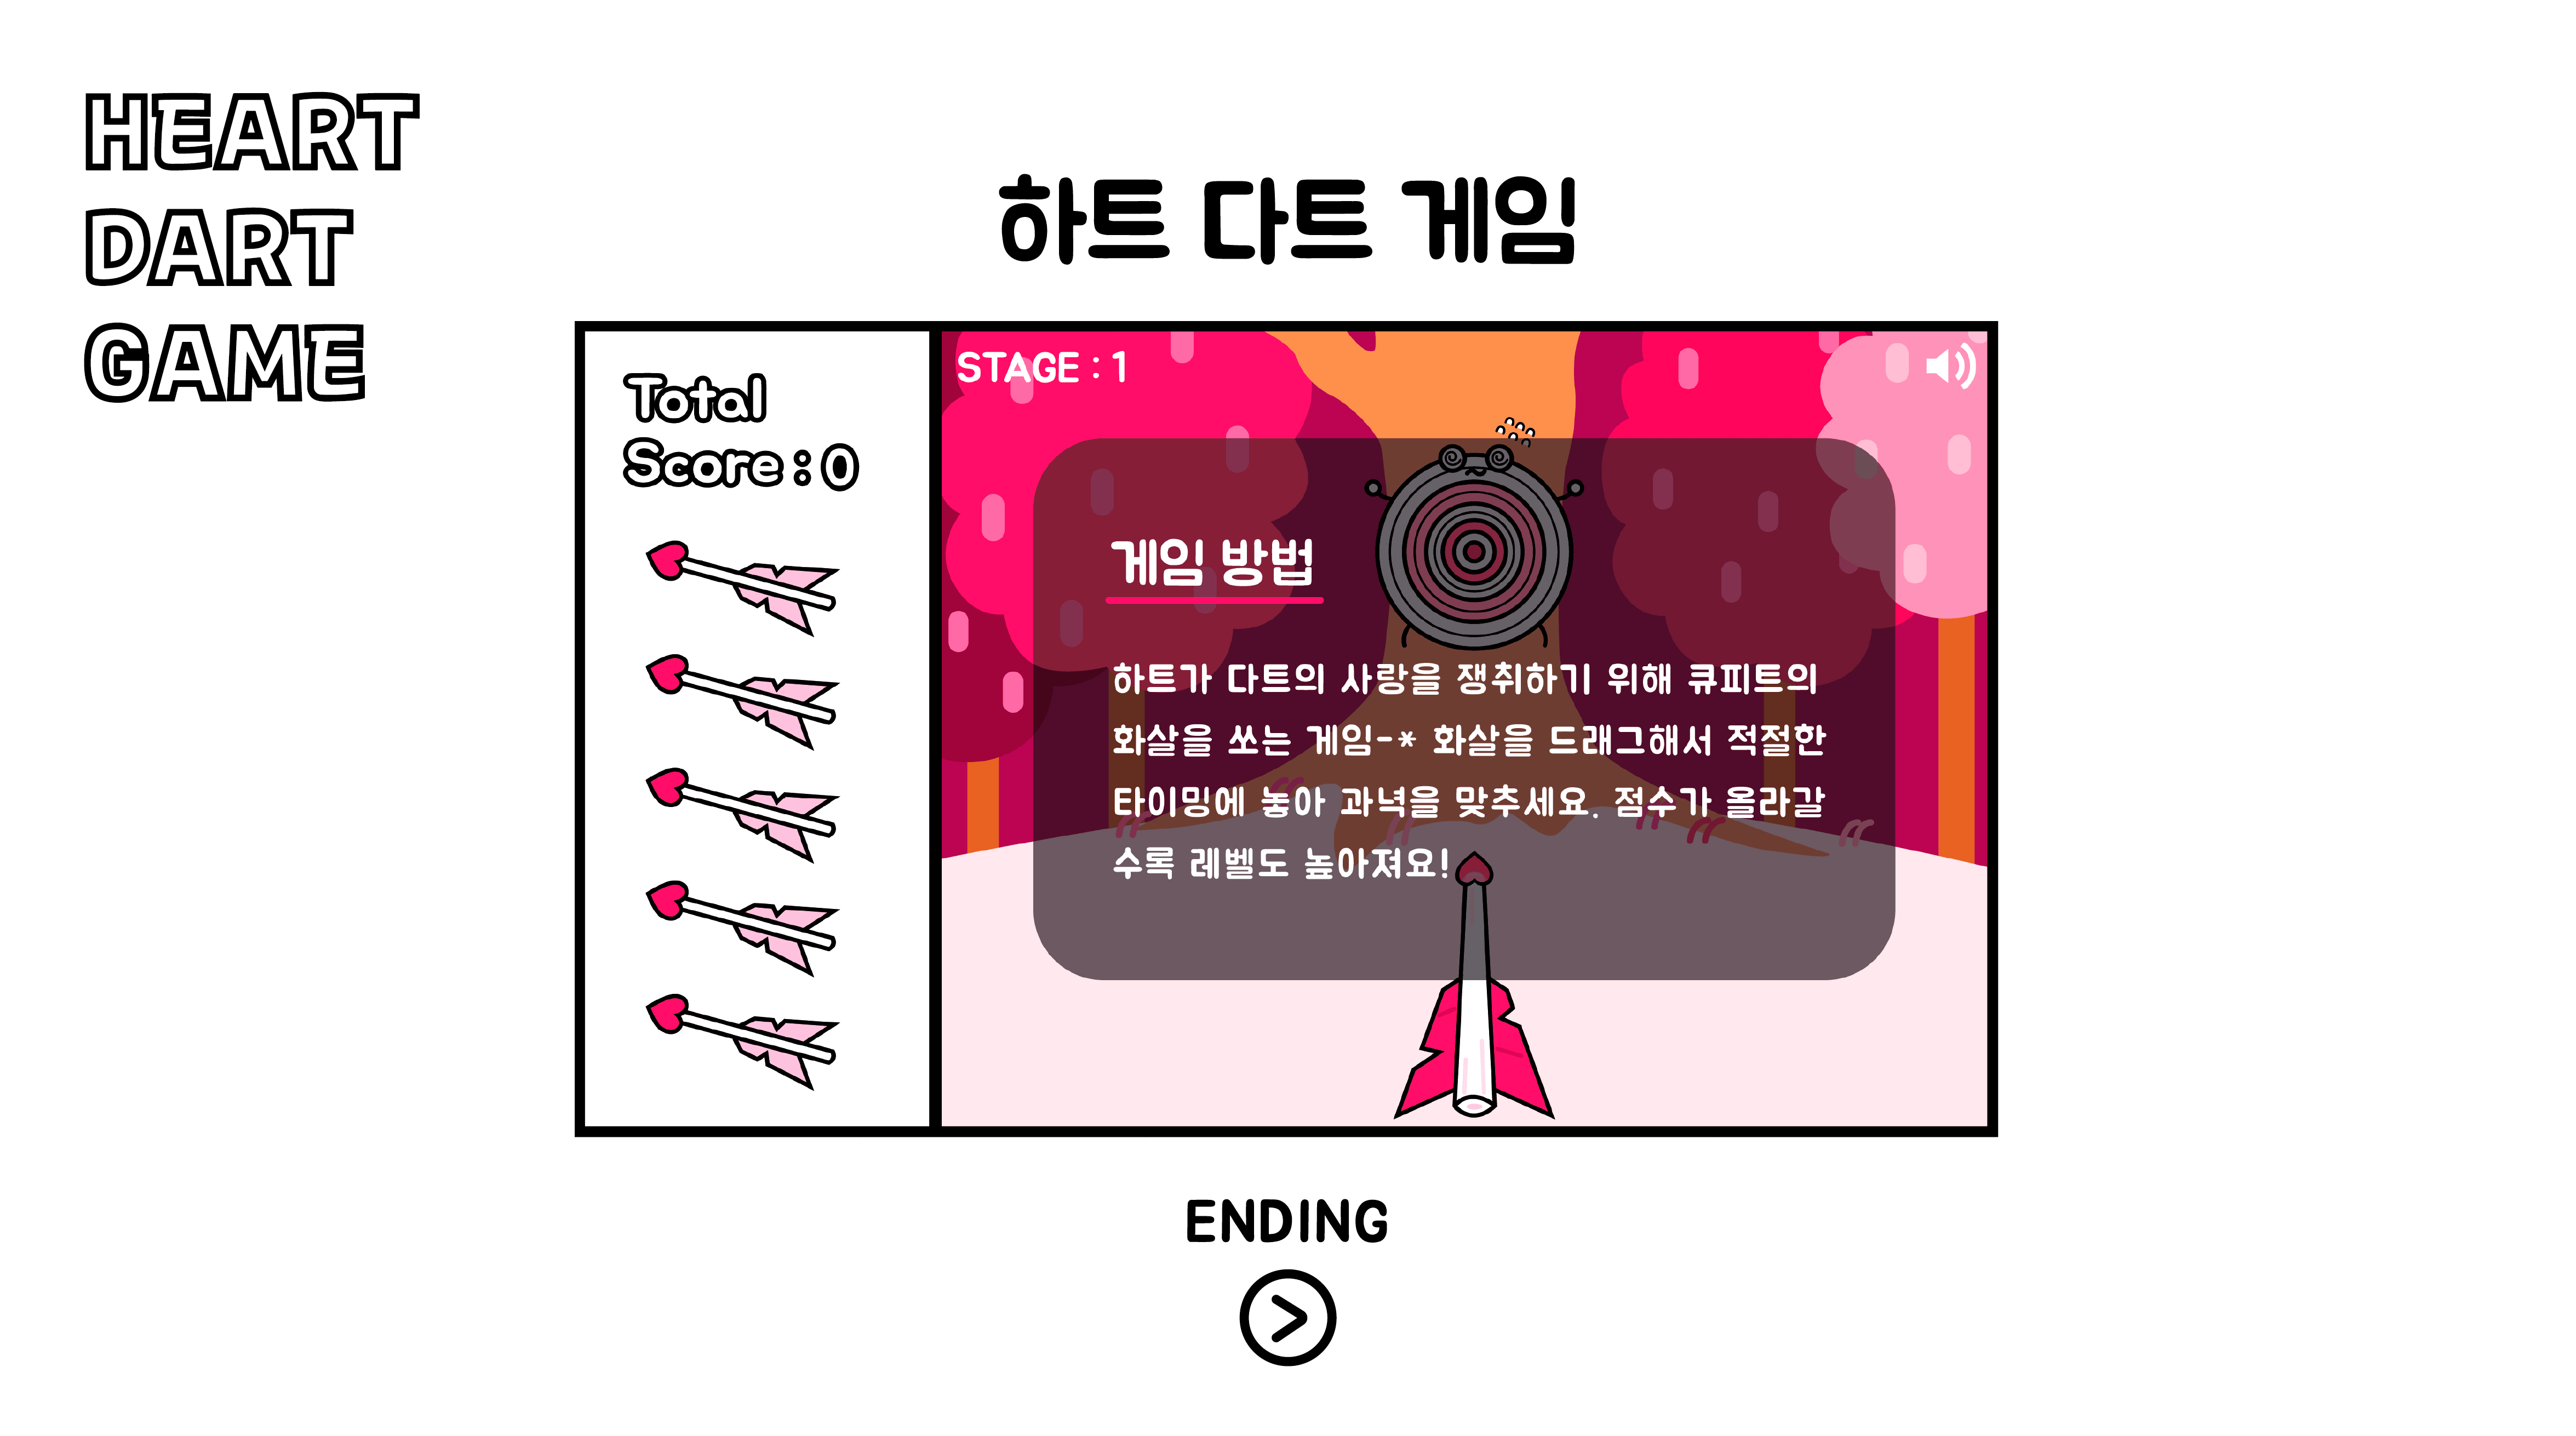 HEART
DART
GAME
하트 다트 게임
Total
Score : 0
STAGE : 1
게임 방법
하트가 다트의 사랑을 쟁취하기 위해 큐피트의
화살을 쏘는 게임-* 화살을 드래그해서 적절한
타이밍에 놓아 과녁을 맞추세요. 점수가 올라갈
수록 레벨도 높아져요!
ENDING